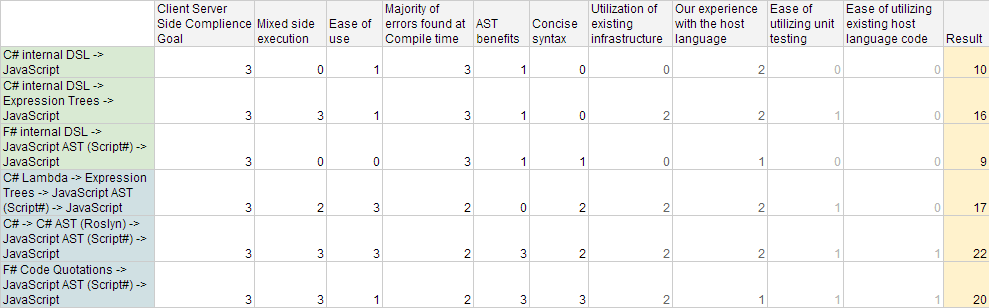 Client Server Side Complience Goal | Mixed side execution | Ease of use | Majority of errors found at Compile time | AST benefits | Concise syntax | Utilization of existing infrastructure | Our experience with the host language | Ease of utilizing unit testing | Ease of utilizing existing host language code | Result
C# internal DSL -> JavaScript | 3 | 0 | 1 | 3 | 1 | 0 | 0 | 2 | 0 | 0 | 10
C# internal DSL -> Expression Trees -> JavaScript | 3 | 3 | 1 | 3 | 1 | 0 | 2 | 2 | 1 | 0 | 16
F# internal DSL -> JavaScript AST (Script#) -> JavaScript | 3 | 0 | 0 | 3 | 1 | 1 | 0 | 1 | 0 | 0 | 9
C# Lambda -> Expression Trees -> JavaScript AST (Script#) -> JavaScript | 3 | 2 | 3 | 2 | 0 | 2 | 2 | 2 | 1 | 0 | 17
C# -> C# AST (Roslyn) -> JavaScript AST (Script#) -> JavaScript | 3 | 3 | 3 | 2 | 3 | 2 | 2 | 2 | 1 | 1 | 22
F# Code Quotations -> JavaScript AST (Script#) -> JavaScript | 3 | 3 | 1 | 2 | 3 | 3 | 2 | 1 | 1 | 1 | 20